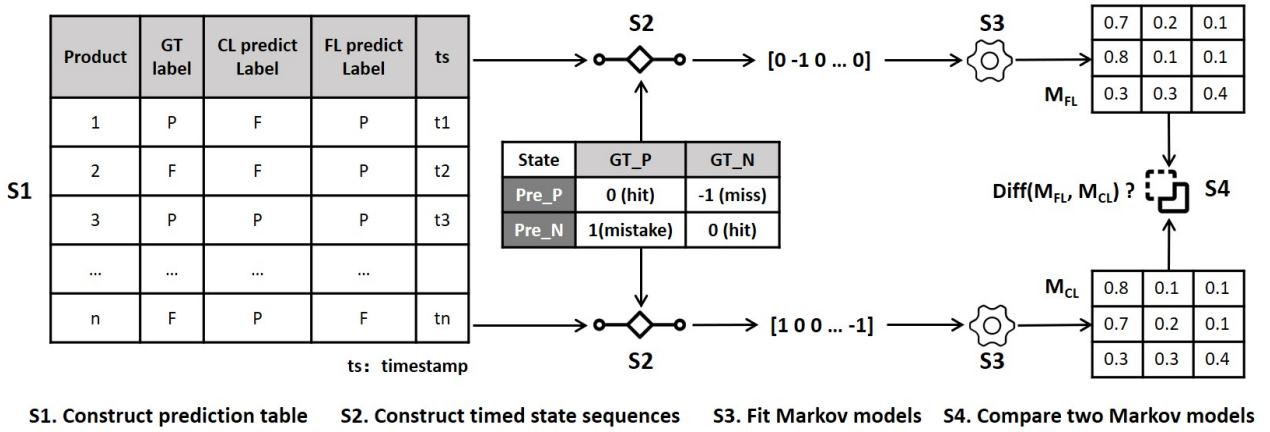 S1
Product GT label CL predict Label FL predict Label ts
1 P F P t1
2 F F P t2
3 P P P t3
... ... ... ...
n F P F tn
ts: timestamp
S2
[0 -1 0 ... 0]
S3
M_FL
0.7 0.2 0.1
0.8 0.1 0.1
0.3 0.3 0.4
State GT_P GT_N
Pre_P 0 (hit) -1 (miss)
Pre_N 1(mistake) 0 (hit)
Diff(M_FL, M_CL) ?
S4
S2
[1 0 0 ... -1]
S3
M_CL
0.8 0.1 0.1
0.7 0.2 0.1
0.3 0.3 0.4
S1. Construct prediction table S2. Construct timed state sequences S3. Fit Markov models S4. Compare two Markov models